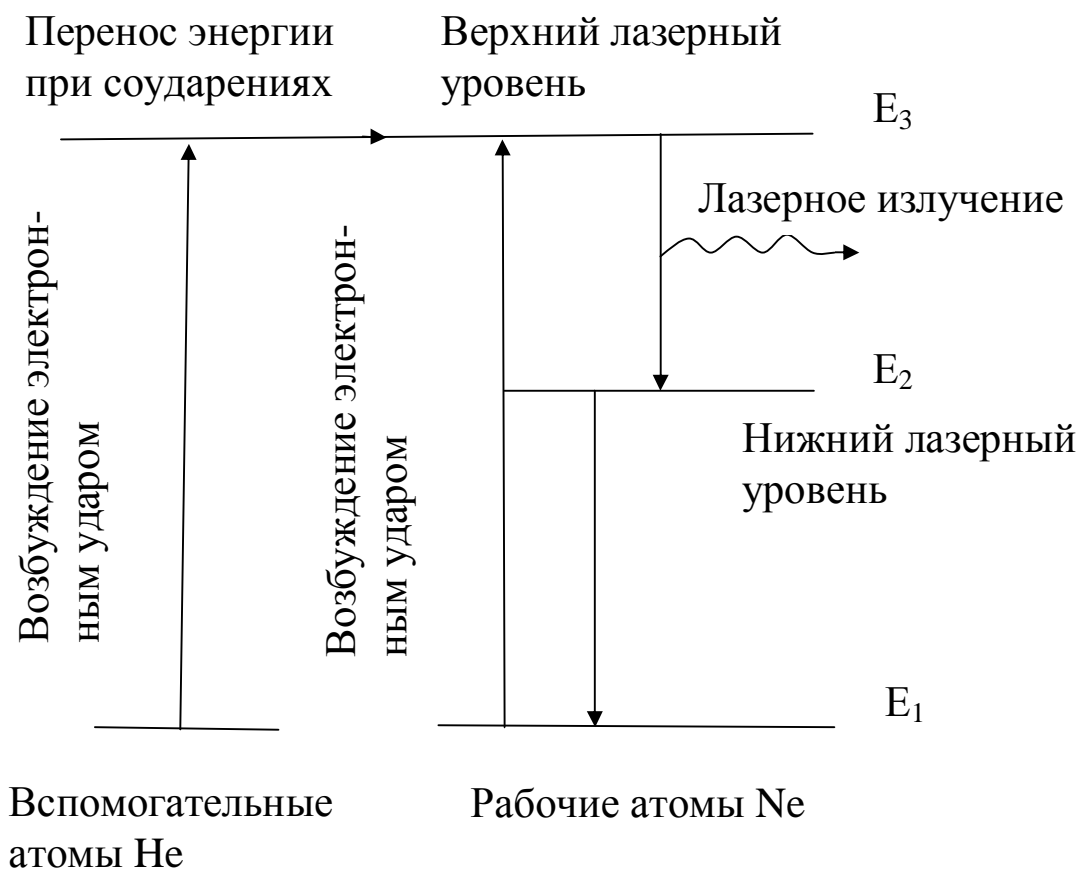 Перенос энергии
при соударениях
Верхний лазерный
уровень
E₃
Лазерное излучение
Возбуждение электрон-
ным ударом
Возбуждение электрон-
ным ударом
E₂
Нижний лазерный
уровень
E₁
Вспомогательные
атомы He
Рабочие атомы Ne